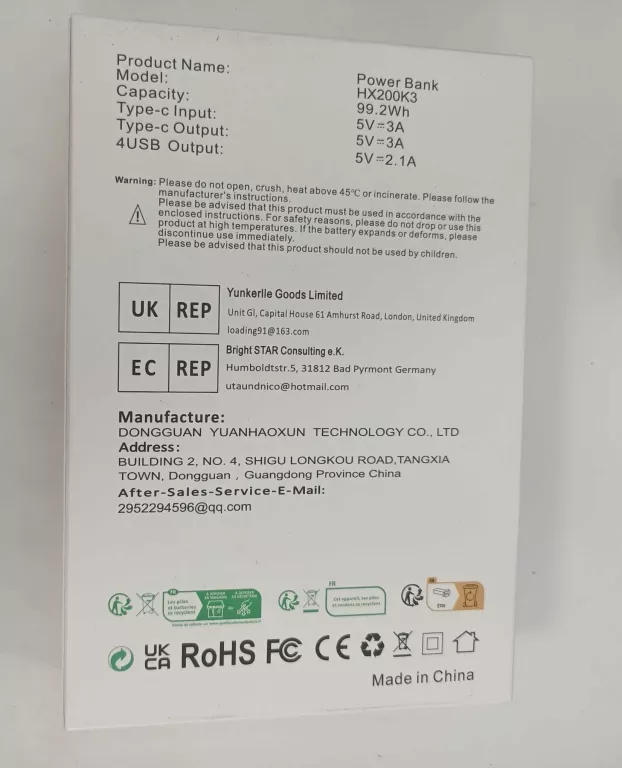 Product Name: Power Bank
Model: HX200K3
Capacity: 99.2Wh
Type-c Input: 5V⎓3A
Type-c Output: 5V⎓3A
4USB Output: 5V⎓2.1A
Warning: Please do not open, crush, heat above 45℃ or incinerate. Please follow the
manufacturer's instructions.
Please be advised that this product must be used in accordance with the
enclosed instructions. For safety reasons, please do not drop or use this
product at high temperatures. If the battery expands or deforms, please
discontinue use immediately.
Please be advised that this product should not be used by children.
UK REP
Yunkerlle Goods Limited
Unit GI, Capital House 61 Amhurst Road, London, United Kingdom
loading91@163.com
EC REP
Bright STAR Consulting e.K.
Humboldtstr.5, 31812 Bad Pyrmont Germany
utaundnico@hotmail.com
Manufacture:
DONGGUAN YUANHAOXUN TECHNOLOGY CO., LTD
Address:
BUILDING 2, NO. 4, SHIGU LONGKOU ROAD,TANGXIA
TOWN, Dongguan , Guangdong Province China
After-Sales-Service-E-Mail:
2952294596@qq.com
FR
Les piles
et batteries
se recyclent
FR
Cet appareil, les piles
et cordons se recyclent
UK
CA
RoHS FC CE
Made in China